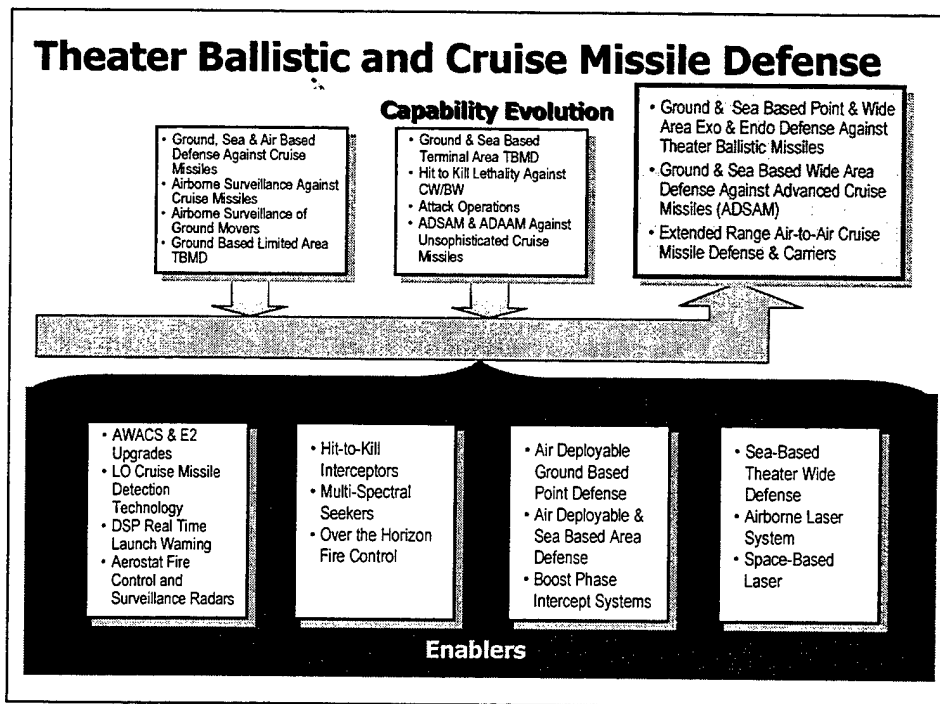 Theater Ballistic and Cruise Missile Defense
Capability Evolution
• Ground, Sea & Air Based
Defense Against Cruise
Missiles
• Airborne Surveillance Against
Cruise Missiles
• Airborne Surveillance of
Ground Movers
• Ground Based Limited Area
TBMD
• Ground & Sea Based
Terminal Area TBMD
• Hit to Kill Lethality Against
CW/BW
• Attack Operations
• ADSAM & ADAAM Against
Unsophisticated Cruise
Missiles
• Ground & Sea Based Point & Wide
Area Exo & Endo Defense Against
Theater Ballistic Missiles
• Ground & Sea Based Wide Area
Defense Against Advanced Cruise
Missiles (ADSAM)
• Extended Range Air-to-Air Cruise
Missile Defense & Carriers
• AWACS & E2
Upgrades
• LO Cruise Missile
Detection
Technology
• DSP Real Time
Launch Warning
• Aerostat Fire
Control and
Surveillance Radars
• Hit-to-Kill
Interceptors
• Multi-Spectral
Seekers
• Over the Horizon
Fire Control
• Air Deployable
Ground Based
Point Defense
• Air Deployable &
Sea Based Area
Defense
• Boost Phase
Intercept Systems
• Sea-Based
Theater Wide
Defense
• Airborne Laser
System
• Space-Based
Laser
Enablers